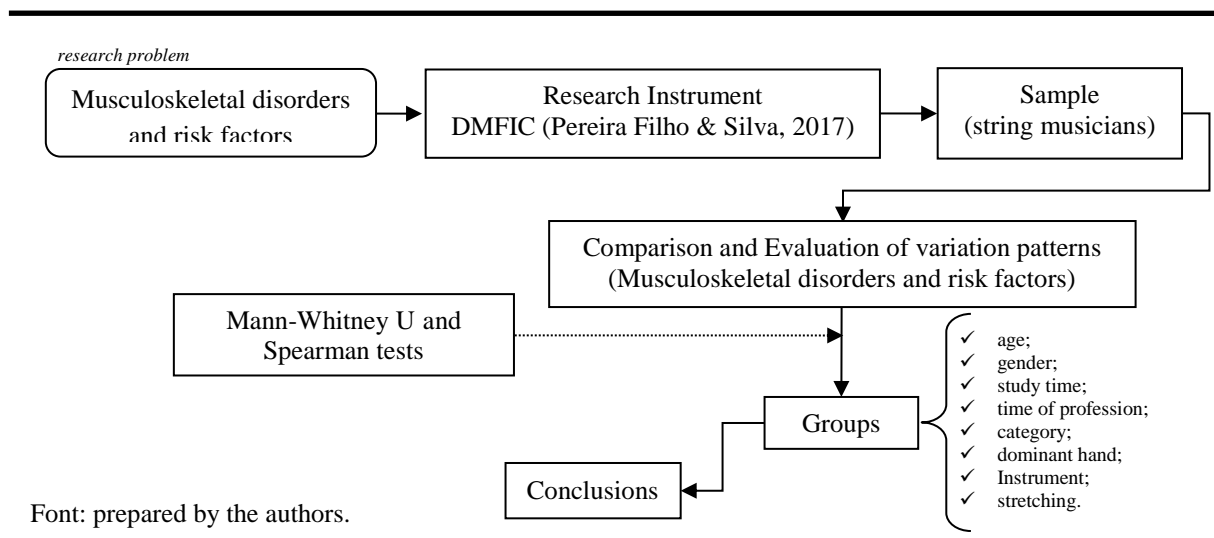 research problem
Musculoskeletal disorders
and risk factors
Research Instrument
DMFIC (Pereira Filho & Silva, 2017)
Sample
(string musicians)
Comparison and Evaluation of variation patterns
(Musculoskeletal disorders and risk factors)
Mann-Whitney U and
Spearman tests
Groups
✓ age;
✓ gender;
✓ study time;
✓ time of profession;
✓ category;
✓ dominant hand;
✓ Instrument;
✓ stretching.
Conclusions
Font: prepared by the authors.